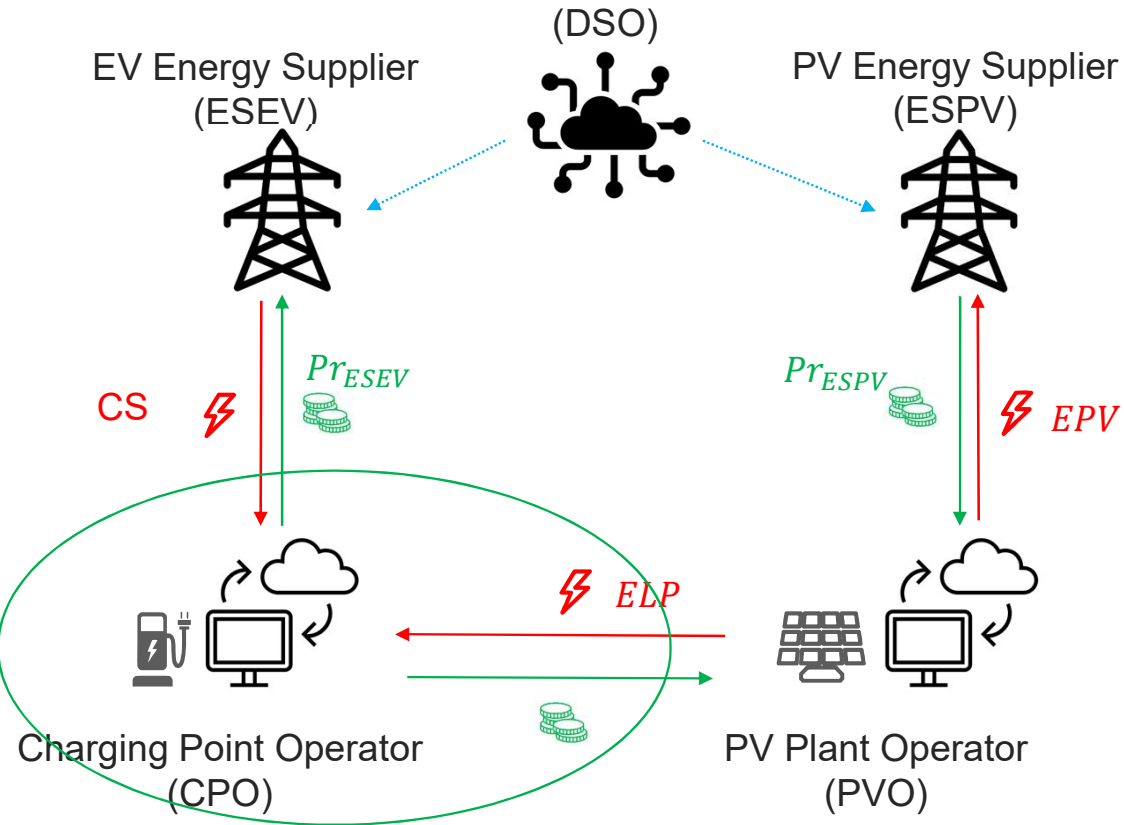 (DSO)
EV Energy Supplier
(ESEV)
PV Energy Supplier
(ESPV)
Pr_ESEV
CS
Pr_ESPV
EPV
ELP
Charging Point Operator
(CPO)
PV Plant Operator
(PVO)